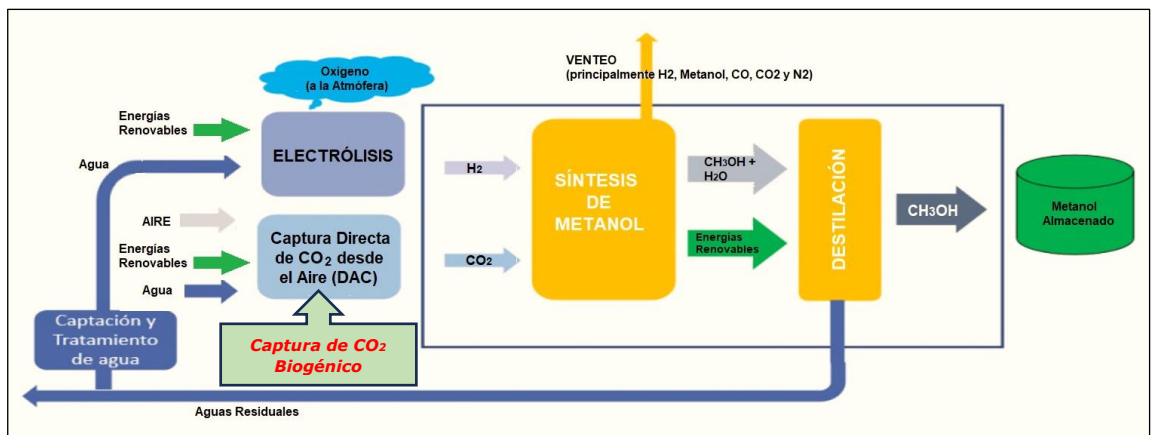 Oxigeno
(a la Atmófera)
VENTEO
(principalmente H2, Metanol, CO, CO2 y N2)
Energías
Renovables
ELECTRÓLISIS
Agua
H2
SÍNTESIS
DE
METANOL
CH3OH +
H2O
DESTILACIÓN
CH3OH
Metanol
Almacenado
AIRE
Energías
Renovables
Agua
Captura Directa
de CO2 desde
el Aire (DAC)
CO2
Energías
Renovables
Captación y
Tratamiento
de agua
Captura de CO2
Biogénico
Aguas Residuales